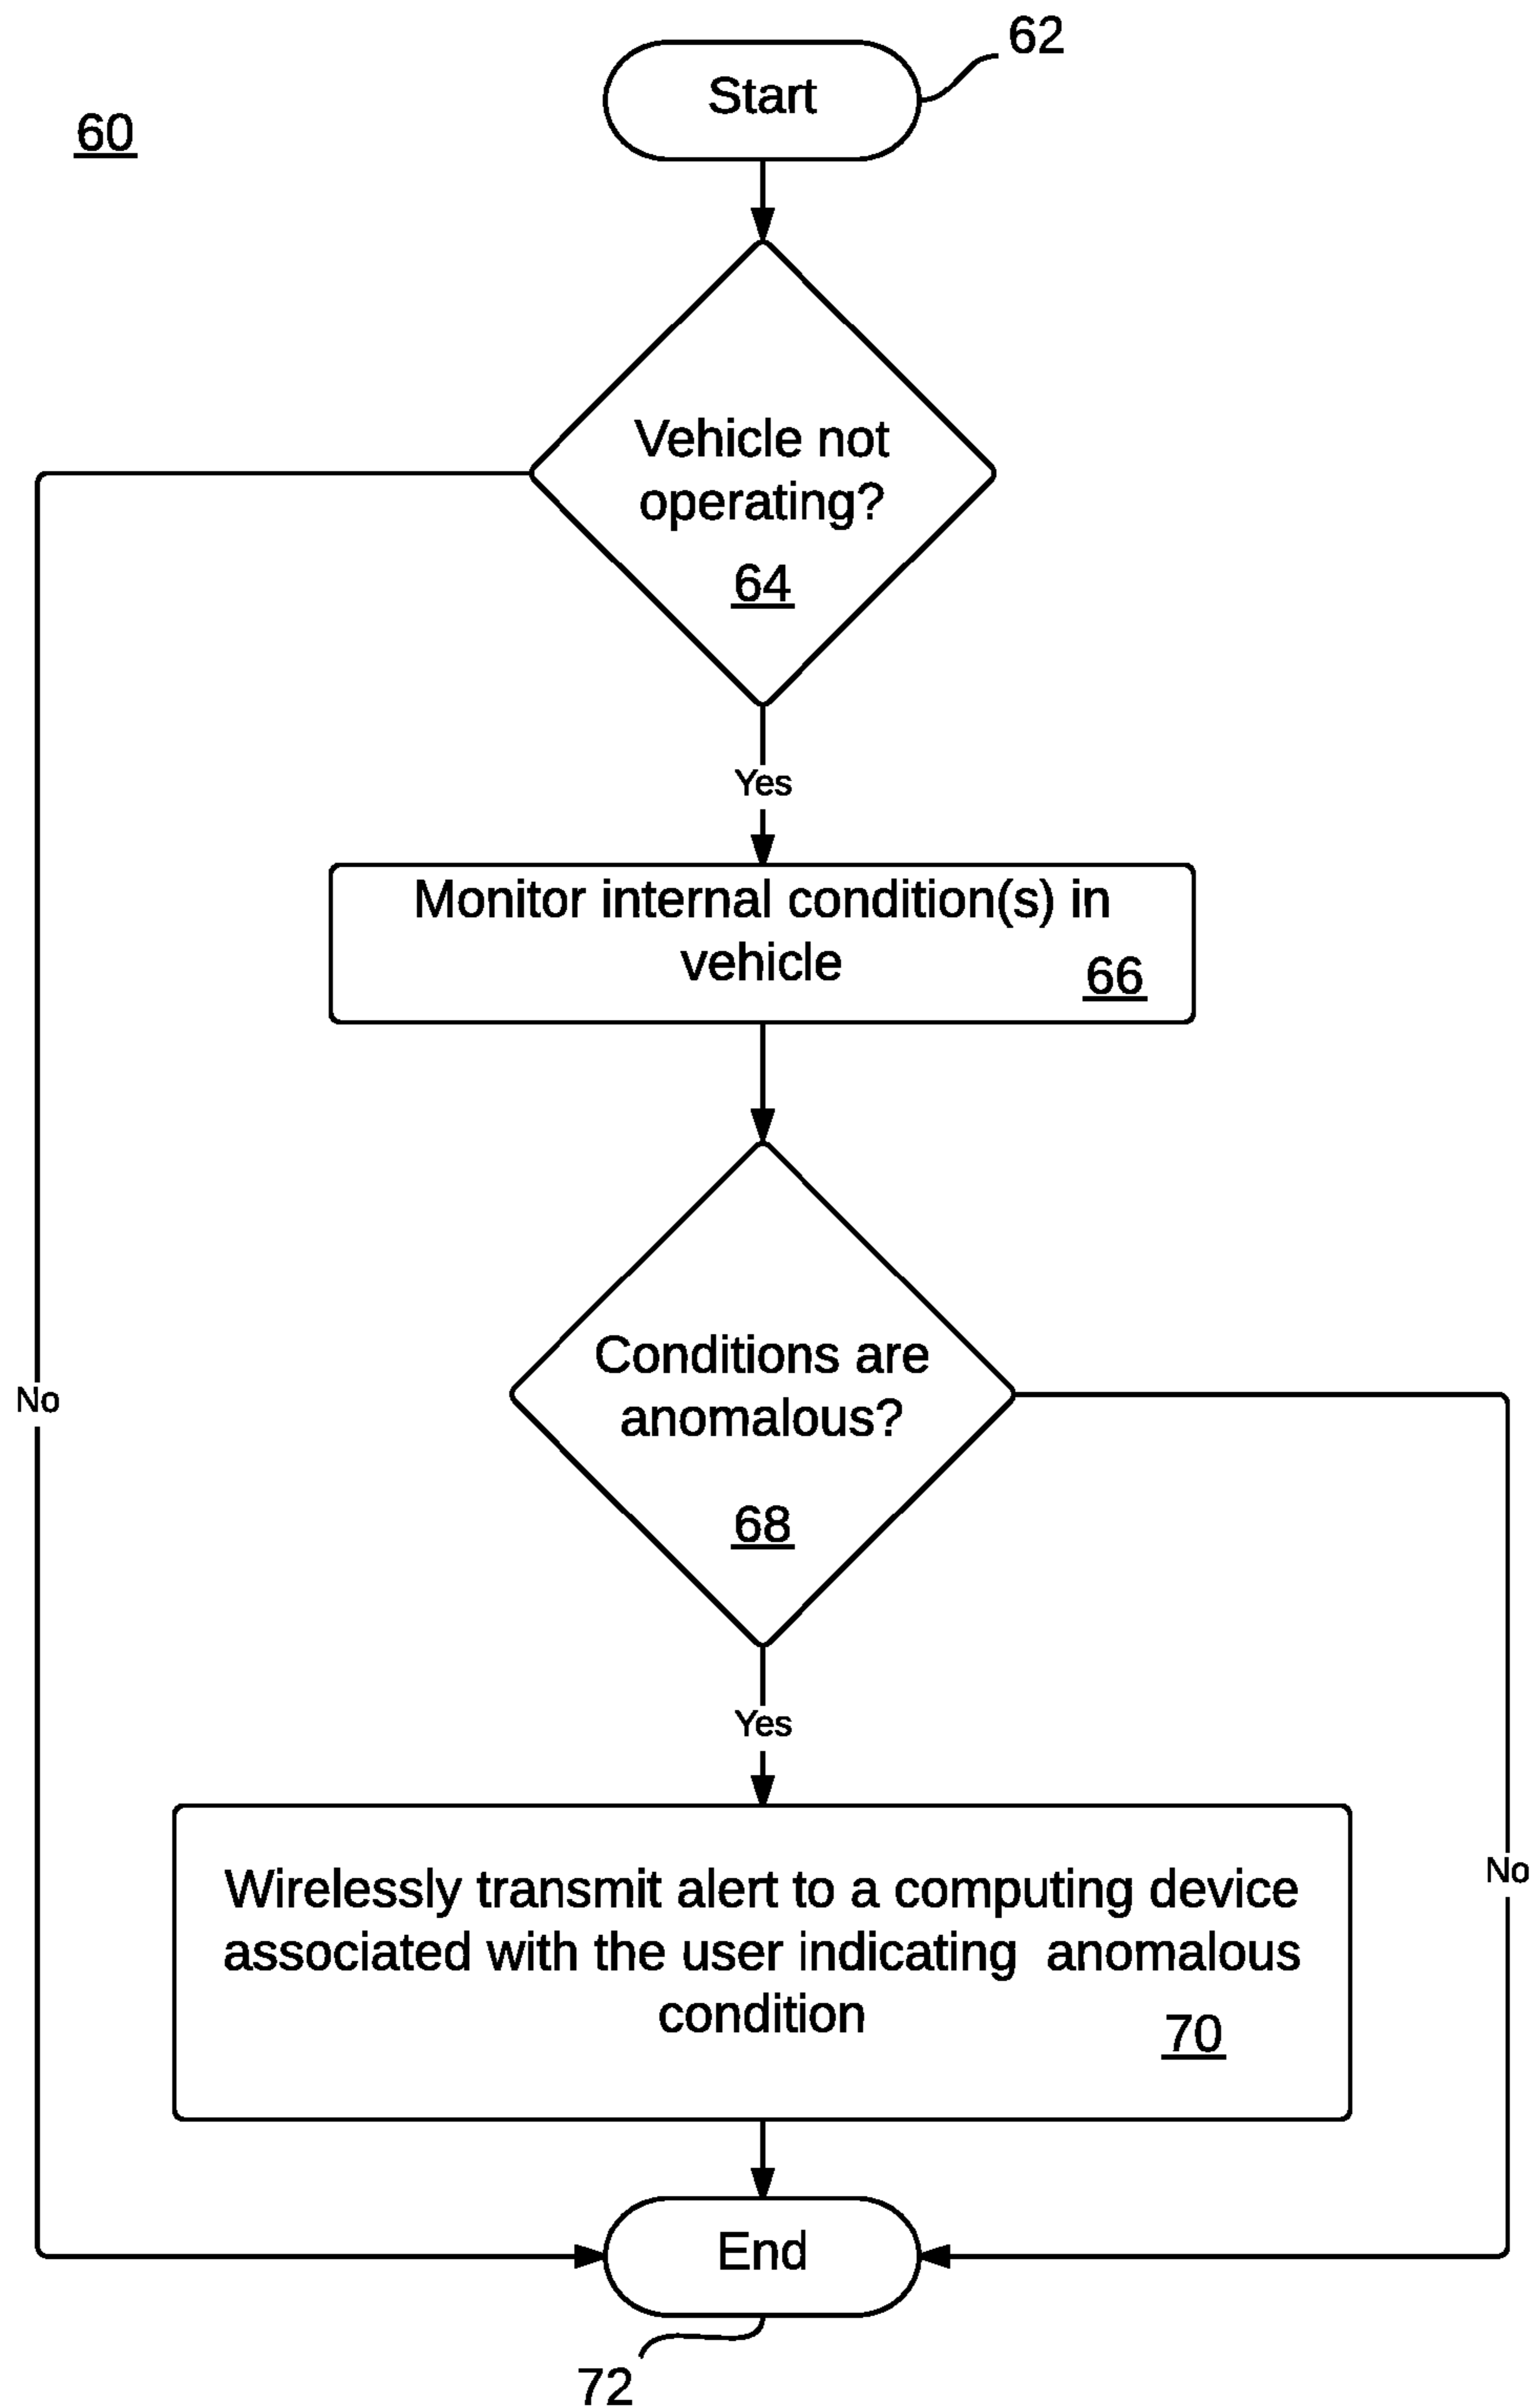 62
Start
60
Vehicle not
operating?
64
Yes
Monitor internal condition(s) in
vehicle
66
Conditions are
anomalous?
No
68
Yes
Wirelessly transmit alert to a computing device
associated with the user indicating anomalous
condition
70
No
End
72